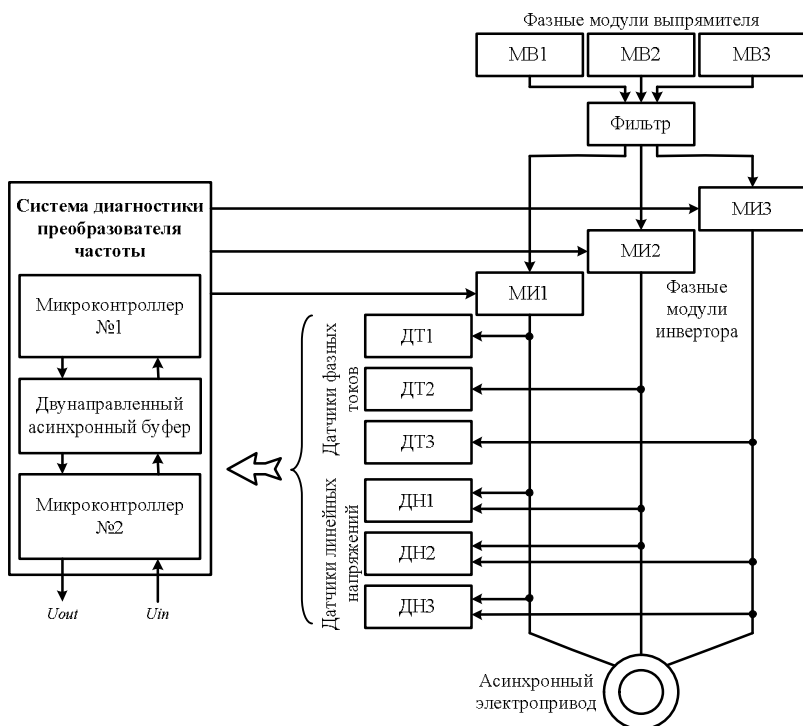 Фазные модули выпрямителя
МВ1
МВ2
МВ3
Фильтр
Система диагностики
преобразователя
частоты
МИ3
МИ2
МИ1
Фазные
модули
инвертора
Микроконтроллер
№1
Двунаправленный
асинхронный буфер
Микроконтроллер
№2
Uout
Uin
Датчики фазных
токов
ДТ1
ДТ2
ДТ3
Датчики линейных
напряжений
ДН1
ДН2
ДН3
Асинхронный
электропривод